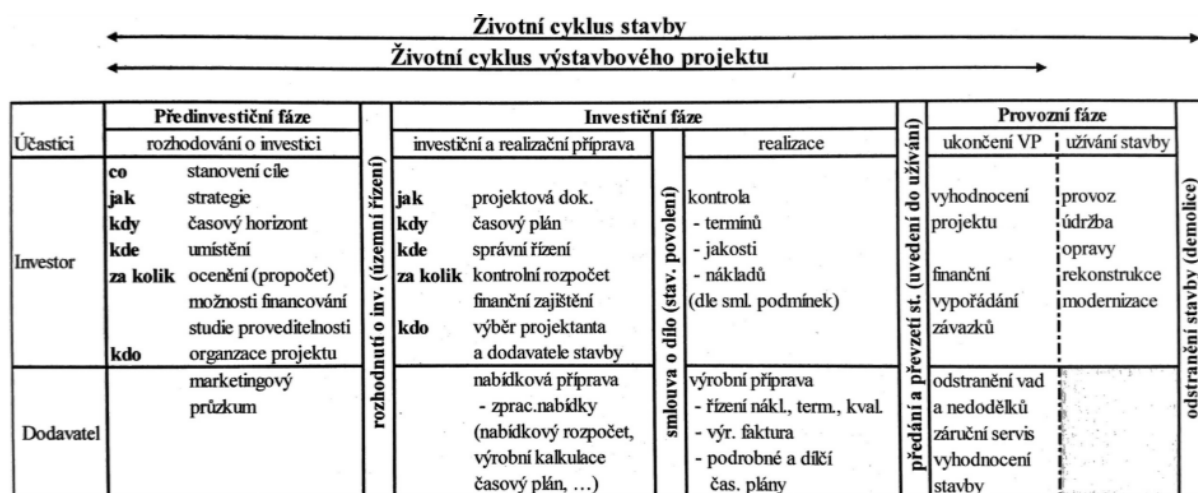 Životní cyklus stavby
Životní cyklus výstavbového projektu
Účastíci
Předinvestiční fáze
rozhodování o investici
Investor
co stanovení cíle
jak strategie
kdy časový horizont
kde umístění
za kolik ocenění (propočet)
možnosti financování
studie proveditelnosti
kdo organzace projektu
Dodavatel
marketingový
průzkum
rozhodnutí o inv. (územní řízení)
Investiční fáze
investiční a realizační příprava
jak projektová dok.
kdy časový plán
kde správní řízení
za kolik kontrolní rozpočet
finanční zajištění
kdo výběr projektanta
a dodavatele stavby
nabídková příprava
- zprac.nabídky
(nabídkový rozpočet,
výrobní kalkulace
časový plán, …)
smlouva o dílo (stav. povolení)
realizace
kontrola
- termínů
- jakosti
- nákladů
(dle sml. podmínek)
výrobní příprava
- řízení nákl., term., kval.
- výr. faktura
- podrobné a dílčí
čas. plány
předání a převzetí st. (uvedení do užívání)
Provozní fáze
ukončení VP
vyhodnocení
projektu
finanční
vypořádání
závazků
odstranění vad
a nedodělků
záruční servis
vyhodnocení
stavby
užívání stavby
provoz
údržba
opravy
rekonstrukce
modernizace
odstranění stavby (demolice)